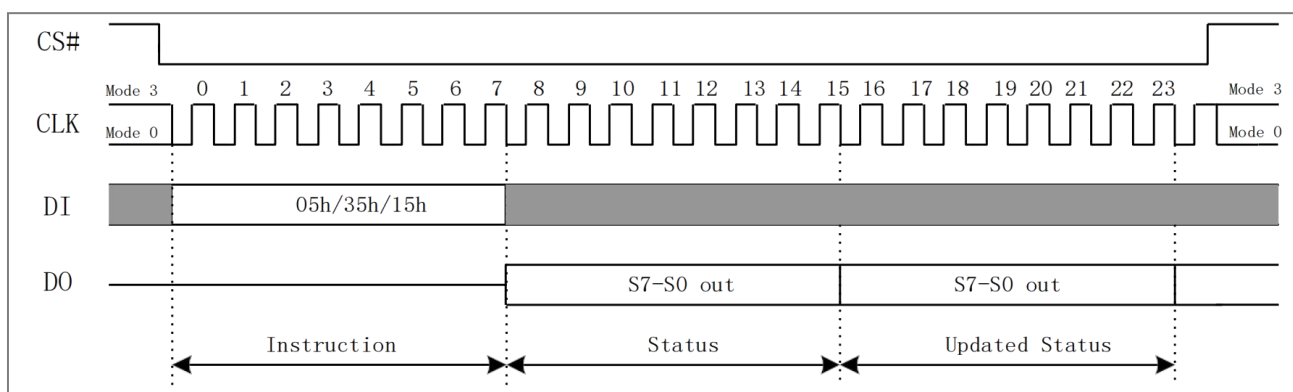 CS#
Mode 3 0 1 2 3 4 5 6 7 8 9 10 11 12 13 14 15 16 17 18 19 20 21 22 23 Mode 3
CLK
Mode 0 Mode 0
DI 05h/35h/15h
DO S7-S0 out S7-S0 out
Instruction Status Updated Status